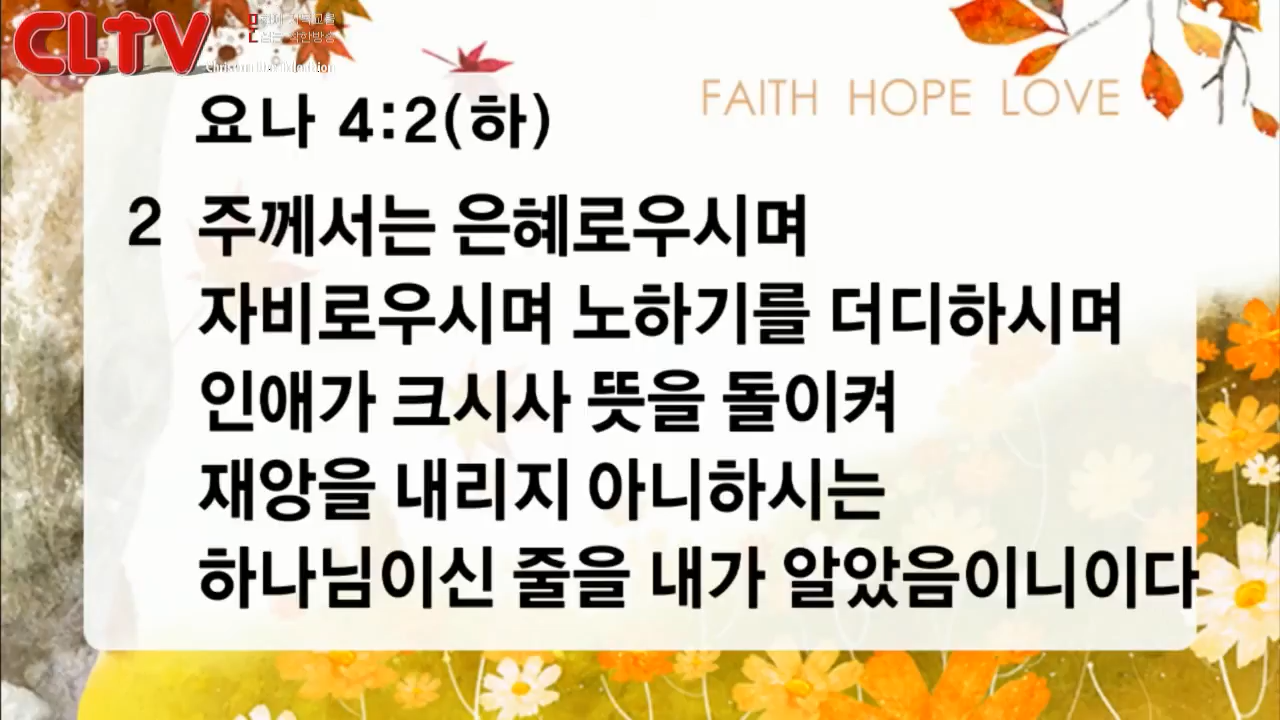 CLTV
FAITH HOPE LOVE
요나 4:2(하)
2 주께서는 은혜로우시며
자비로우시며 노하기를 더디하시며
인애가 크시사 뜻을 돌이켜
재앙을 내리지 아니하시는
하나님이신 줄을 내가 알았음이니이다